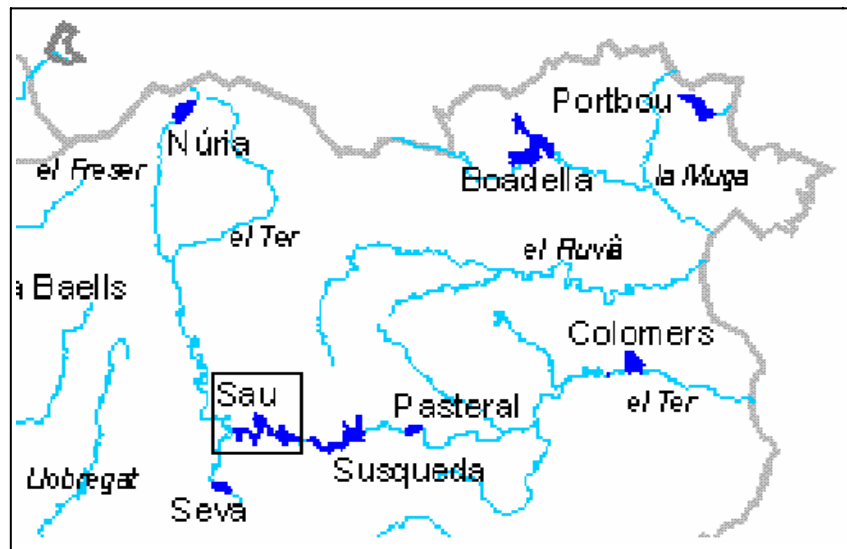 Portbou
Núria
el Freser
Boadella
la Muga
el Ter
el Fluvià
a Baells
Colomers
Sau
Pasteral
el Ter
Susqueda
Llobregat
Seva